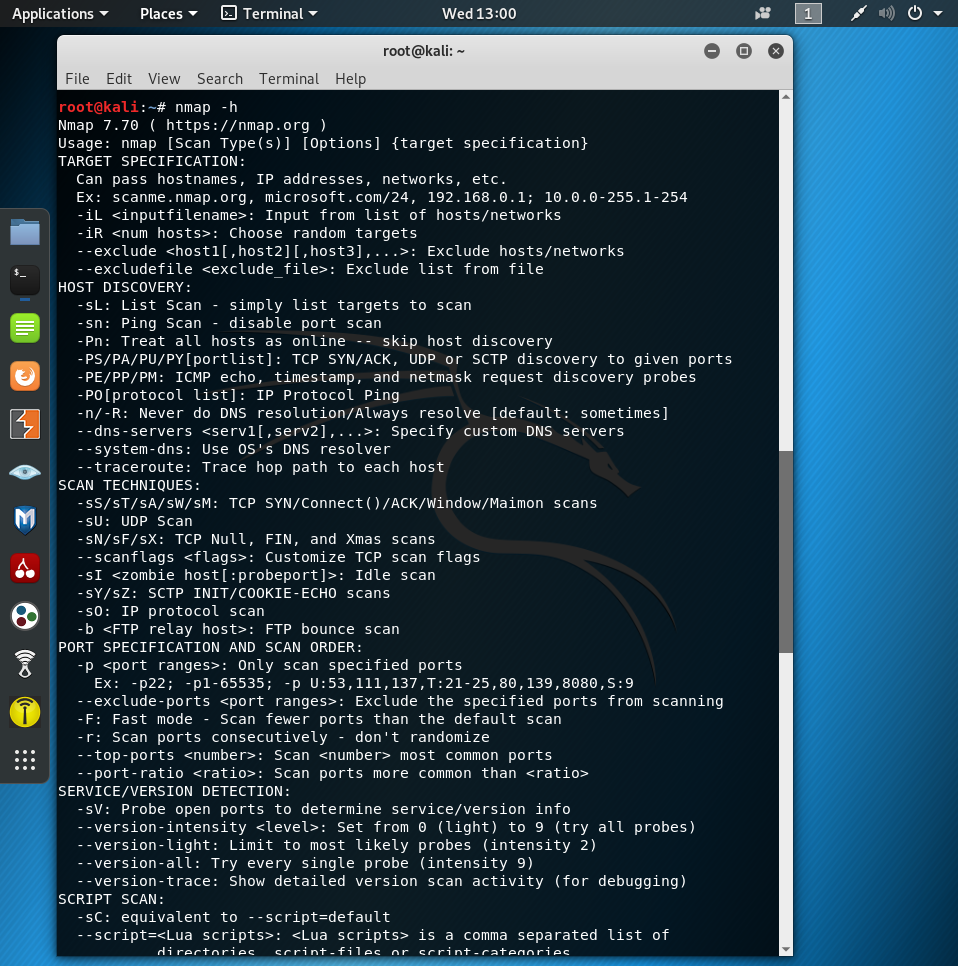 Applications Places Terminal Wed 13:00 1
root@kali: ~
File Edit View Search Terminal Help
root@kali:~# nmap -h
Nmap 7.70 ( https://nmap.org )
Usage: nmap [Scan Type(s)] [Options] {target specification}
TARGET SPECIFICATION:
  Can pass hostnames, IP addresses, networks, etc.
  Ex: scanme.nmap.org, microsoft.com/24, 192.168.0.1; 10.0.0-255.1-254
  -iL <inputfilename>: Input from list of hosts/networks
  -iR <num hosts>: Choose random targets
  --exclude <host1[,host2][,host3],...>: Exclude hosts/networks
  --excludefile <exclude_file>: Exclude list from file
HOST DISCOVERY:
  -sL: List Scan - simply list targets to scan
  -sn: Ping Scan - disable port scan
  -Pn: Treat all hosts as online -- skip host discovery
  -PS/PA/PU/PY[portlist]: TCP SYN/ACK, UDP or SCTP discovery to given ports
  -PE/PP/PM: ICMP echo, timestamp, and netmask request discovery probes
  -PO[protocol list]: IP Protocol Ping
  -n/-R: Never do DNS resolution/Always resolve [default: sometimes]
  --dns-servers <serv1[,serv2],...>: Specify custom DNS servers
  --system-dns: Use OS's DNS resolver
  --traceroute: Trace hop path to each host
SCAN TECHNIQUES:
  -sS/sT/sA/sW/sM: TCP SYN/Connect()/ACK/Window/Maimon scans
  -sU: UDP Scan
  -sN/sF/sX: TCP Null, FIN, and Xmas scans
  --scanflags <flags>: Customize TCP scan flags
  -sI <zombie host[:probeport]>: Idle scan
  -sY/sZ: SCTP INIT/COOKIE-ECHO scans
  -sO: IP protocol scan
  -b <FTP relay host>: FTP bounce scan
PORT SPECIFICATION AND SCAN ORDER:
  -p <port ranges>: Only scan specified ports
    Ex: -p22; -p1-65535; -p U:53,111,137,T:21-25,80,139,8080,S:9
  --exclude-ports <port ranges>: Exclude the specified ports from scanning
  -F: Fast mode - Scan fewer ports than the default scan
  -r: Scan ports consecutively - don't randomize
  --top-ports <number>: Scan <number> most common ports
  --port-ratio <ratio>: Scan ports more common than <ratio>
SERVICE/VERSION DETECTION:
  -sV: Probe open ports to determine service/version info
  --version-intensity <level>: Set from 0 (light) to 9 (try all probes)
  --version-light: Limit to most likely probes (intensity 2)
  --version-all: Try every single probe (intensity 9)
  --version-trace: Show detailed version scan activity (for debugging)
SCRIPT SCAN:
  -sC: equivalent to --script=default
  --script=<Lua scripts>: <Lua scripts> is a comma separated list of
           directories, script-files or script-categories